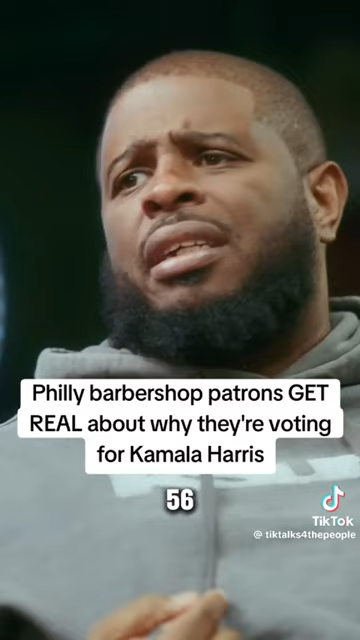 Philly barbershop patrons GET
REAL about why they're voting
for Kamala Harris
56
TikTok
@ tiktalks4thepeople